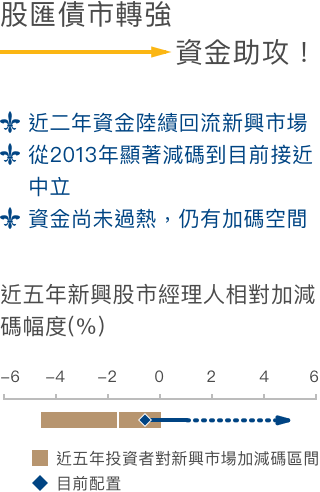 股匯債市轉強
資金助攻！
近二年資金陸續回流新興市場
從2013年顯著減碼到目前接近
中立
資金尚未過熱，仍有加碼空間
近五年新興股市經理人相對加減
碼幅度(%)
-6 -4 -2 0 2 4 6
近五年投資者對新興市場加減碼區間
目前配置